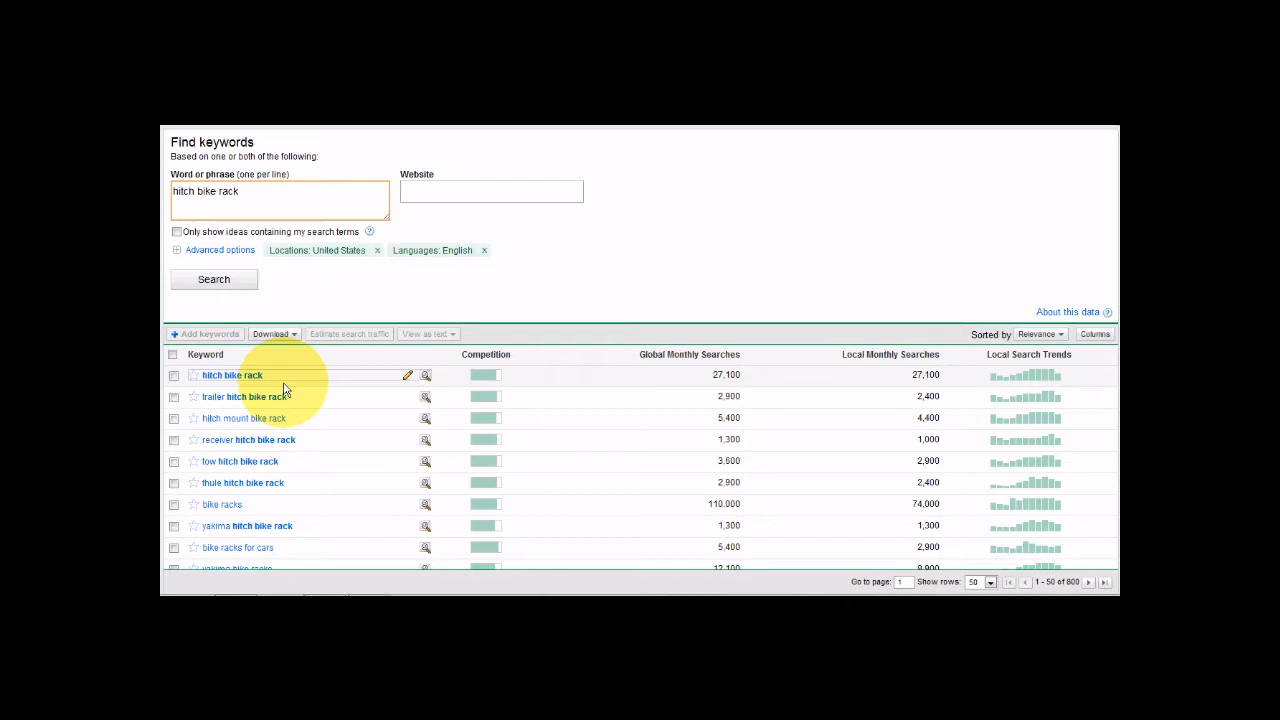 Find keywords
Based on one or both of the following:
Word or phrase (one per line) Website
hitch bike rack
Only show ideas containing my search terms ?
Advanced options Locations: United States x Languages: English x
Search
About this data ?
+ Add keywords Download Estimate search traffic View as text Sorted by Relevance Columns
Keyword Competition Global Monthly Searches Local Monthly Searches Local Search Trends
hitch bike rack 27,100 27,100
trailer hitch bike rack 2,900 2,400
hitch mount bike rack 5,400 4,400
receiver hitch bike rack 1,300 1,000
tow hitch bike rack 3,600 2,900
thule hitch bike rack 2,900 2,400
bike racks 110,000 74,000
yakima hitch bike rack 1,300 1,300
bike racks for cars 5,400 2,900
yakima bike racks 12,100 9,900
Go to page: 1 Show rows: 50 1 - 50 of 800